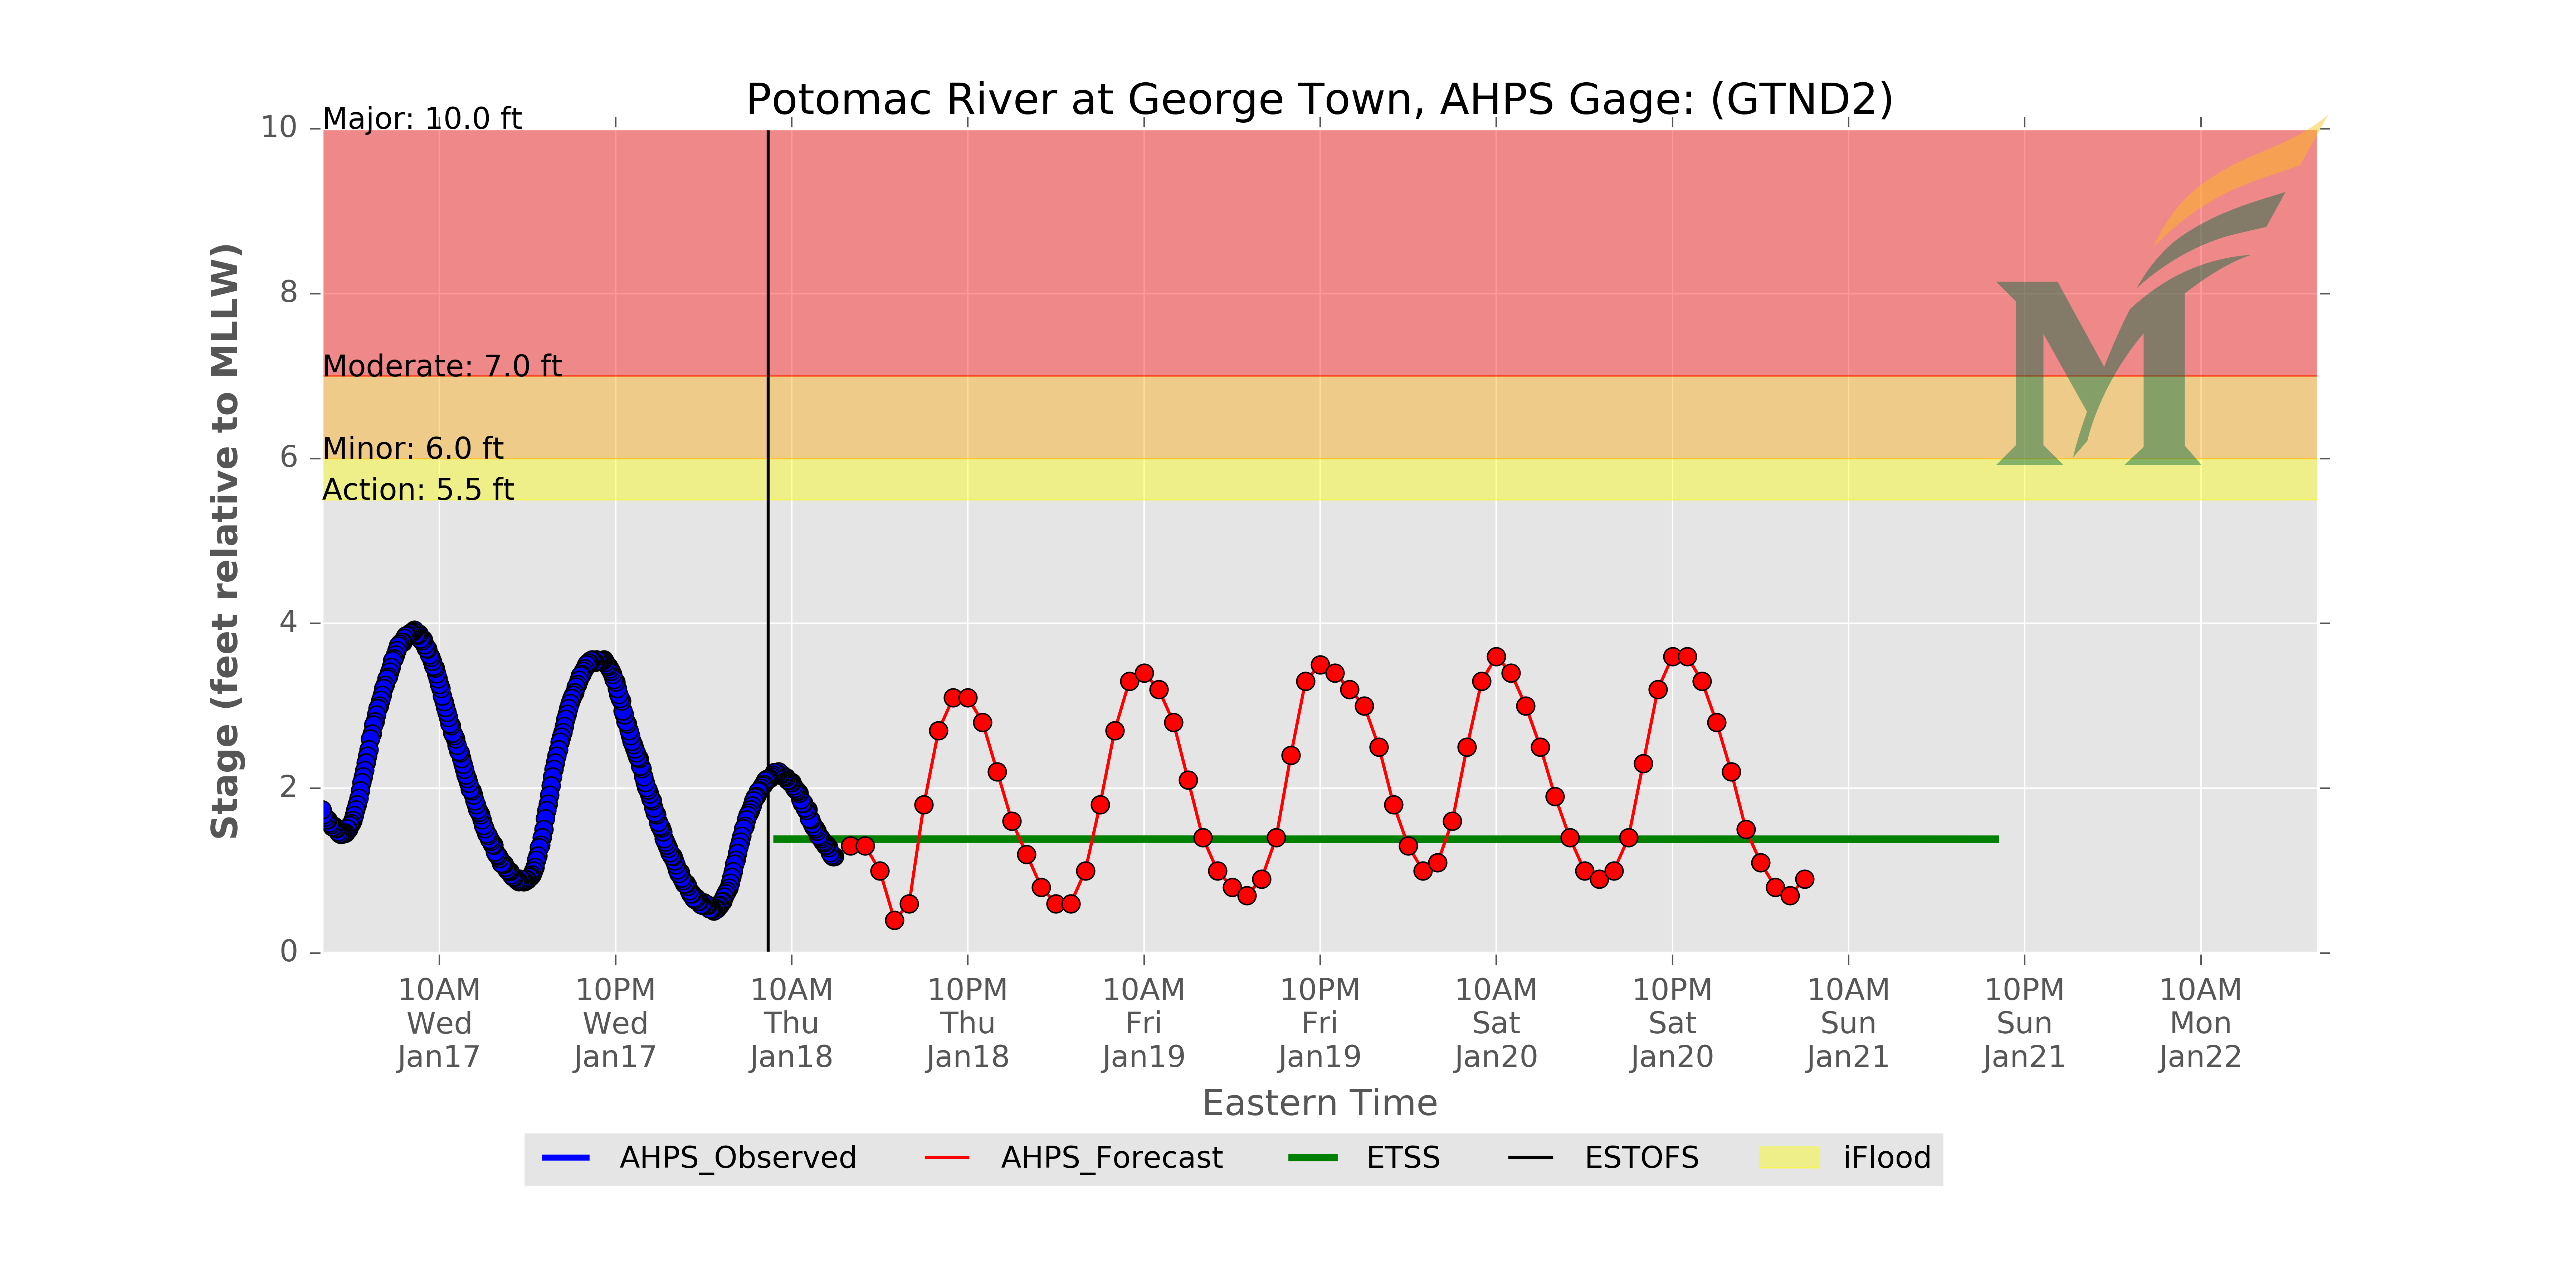 Potomac River at George Town, AHPS Gage: (GTND2)
Major: 10.0 ft
Moderate: 7.0 ft
Minor: 6.0 ft
Action: 5.5 ft
Stage (feet relative to MLLW)
10
8
6
4
2
0
10AM Wed Jan17
10PM Wed Jan17
10AM Thu Jan18
10PM Thu Jan18
10AM Fri Jan19
10PM Fri Jan19
10AM Sat Jan20
10PM Sat Jan20
10AM Sun Jan21
10PM Sun Jan21
10AM Mon Jan22
Eastern Time
AHPS_Observed AHPS_Forecast ETSS ESTOFS iFlood
M